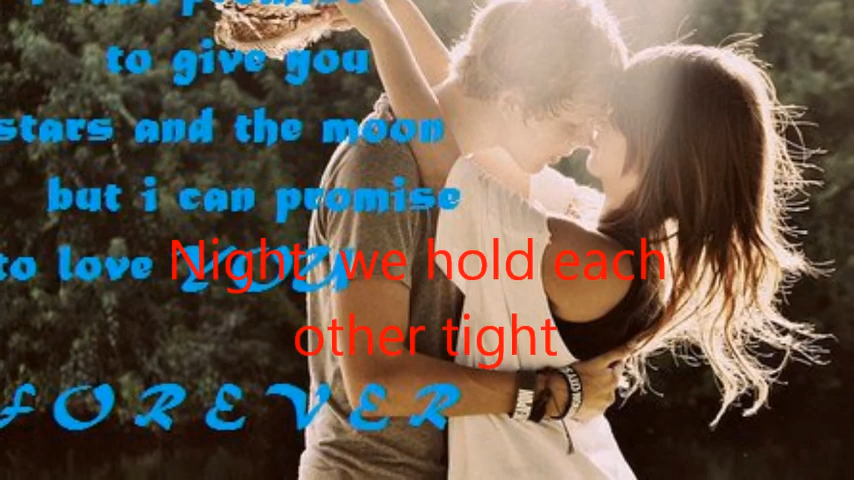 to give you
stars and the moon
but i can promise
to love YOU
Night, we hold each
other tight
FOREVER